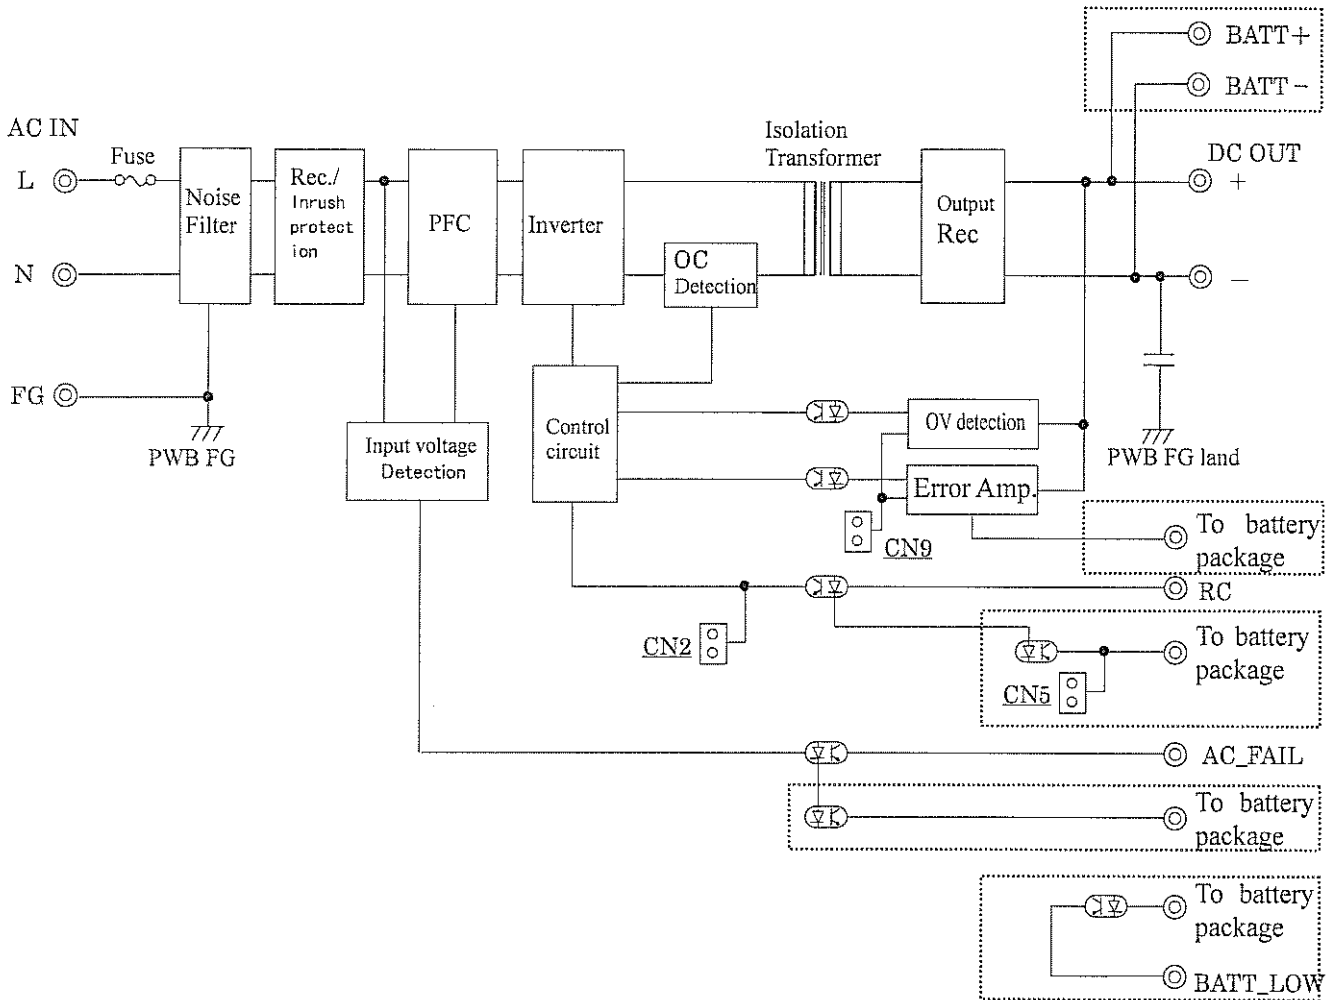 BATT+
BATT-
AC IN
Fuse
L
Noise
Filter
Rec./
Inrush
protect
ion
PFC
Inverter
OC
Detection
Isolation
Transformer
Output
Rec
DC OUT
+
N
-
FG
PWB FG
Input voltage
Detection
Control
circuit
OV detection
Error Amp.
PWB FG land
CN9
To battery
package
RC
CN2
To battery
package
CN5
AC_FAIL
To battery
package
To battery
package
BATT_LOW